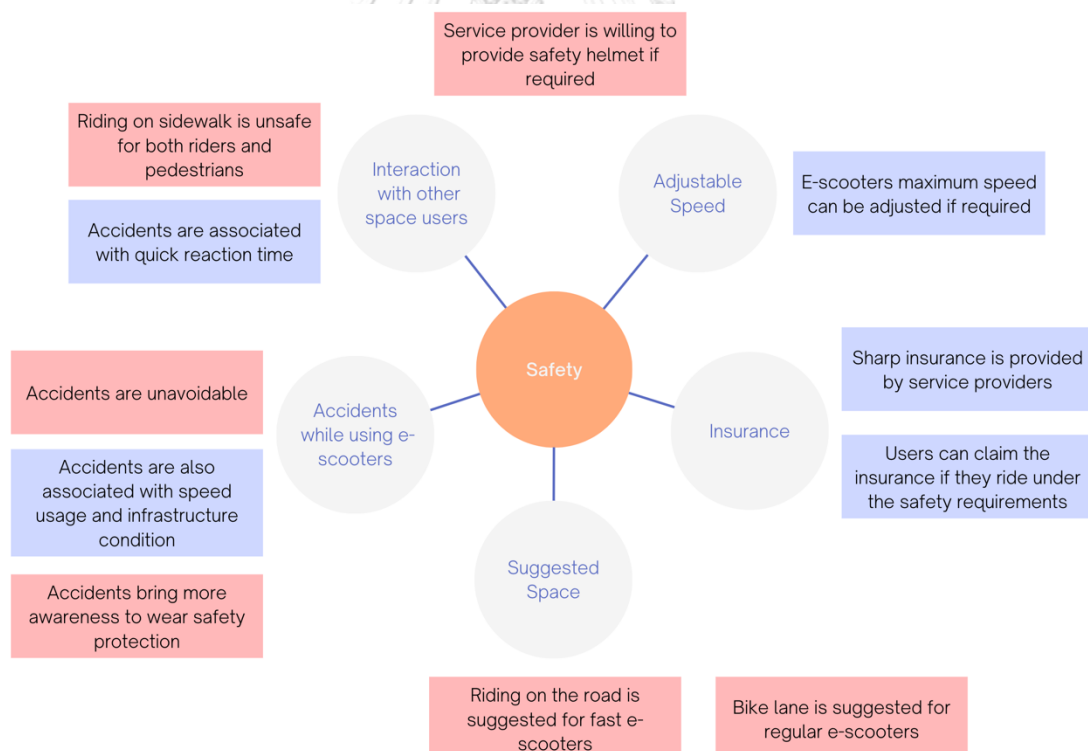 Service provider is willing to
provide safety helmet if
required
Riding on sidewalk is unsafe
for both riders and
pedestrians
Interaction
with other
space users
Adjustable
Speed
E-scooters maximum speed
can be adjusted if required
Accidents are associated
with quick reaction time
Safety
Sharp insurance is provided
by service providers
Accidents are unavoidable
Accidents
while using e-
scooters
Insurance
Users can claim the
insurance if they ride under
the safety requirements
Accidents are also
associated with speed
usage and infrastructure
condition
Suggested
Space
Accidents bring more
awareness to wear safety
protection
Riding on the road is
suggested for fast e-
scooters
Bike lane is suggested for
regular e-scooters